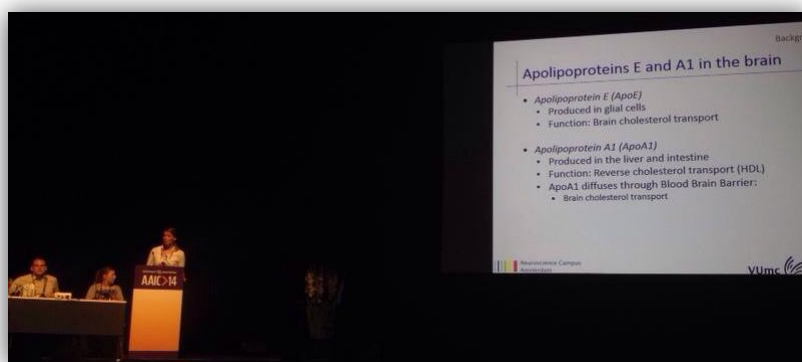 Backgr
Apolipoproteins E and A1 in the brain
• Apolipoprotein E (ApoE)
• Produced in glial cells
• Function: Brain cholesterol transport
• Apolipoprotein A1 (ApoA1)
• Produced in the liver and intestine
• Function: Reverse cholesterol transport (HDL)
• ApoA1 diffuses through Blood Brain Barrier:
• Brain cholesterol transport
Neuroscience Campus
Amsterdam
VUmc
AAIC>14